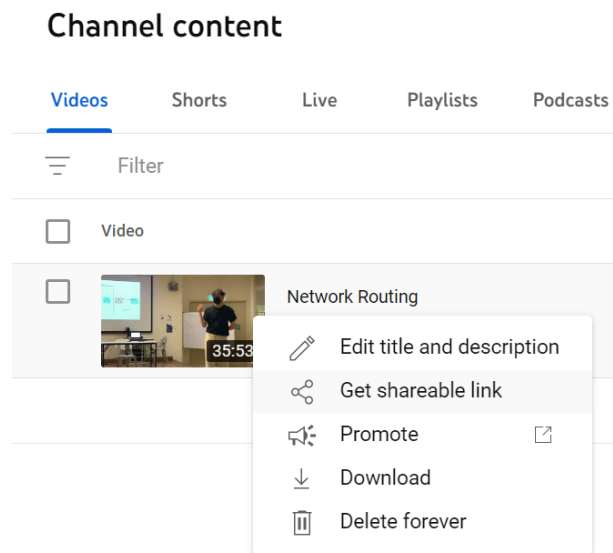 Channel content
Videos Shorts Live Playlists Podcasts
Filter
Video
Network Routing
35:53
Edit title and description
Get shareable link
Promote
Download
Delete forever